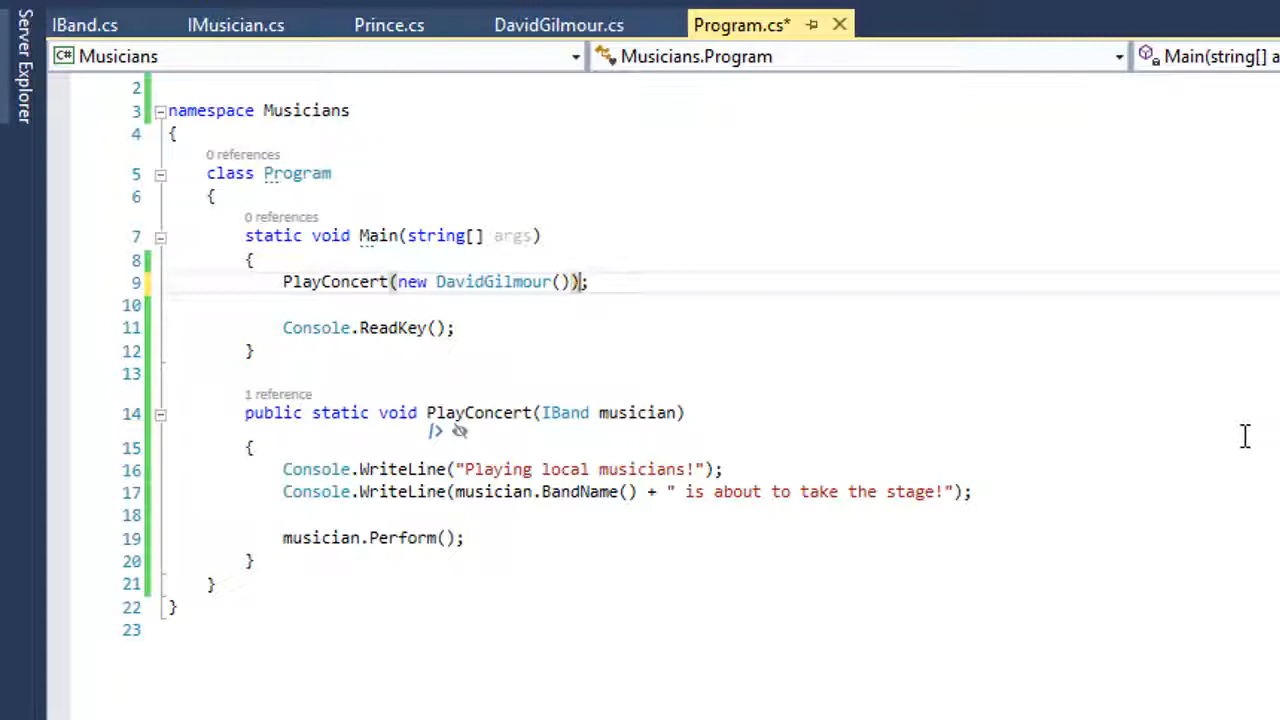 Server Explorer
IBand.cs IMusician.cs Prince.cs DavidGilmour.cs Program.cs*
C# Musicians Musicians.Program Main(string[] a
2
3 namespace Musicians
4 {
0 references
5 class Program
6 {
0 references
7 static void Main(string[] args)
8 {
9 PlayConcert(new DavidGilmour());
10
11 Console.ReadKey();
12 }
13
1 reference
14 public static void PlayConcert(IBand musician)
15 {
16 Console.WriteLine("Playing local musicians!");
17 Console.WriteLine(musician.BandName() + " is about to take the stage!");
18
19 musician.Perform();
20 }
21 }
22 }
23